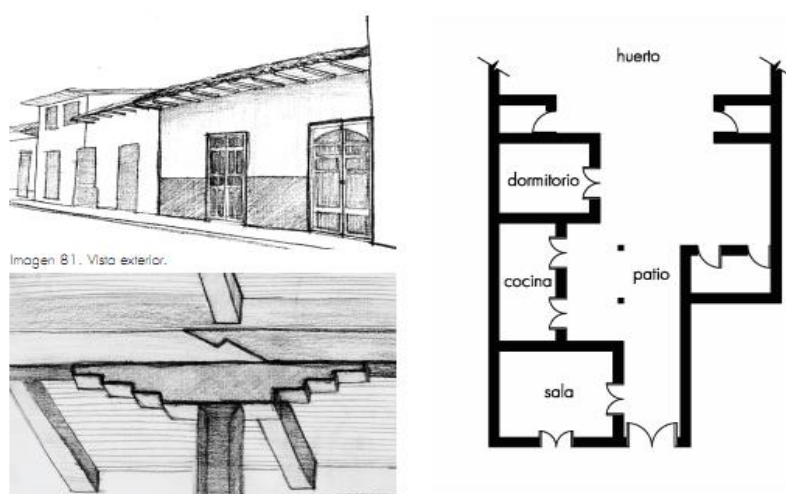 Imagen 81. Vista exterior.
huerto
dormitorio
cocina
patio
sala